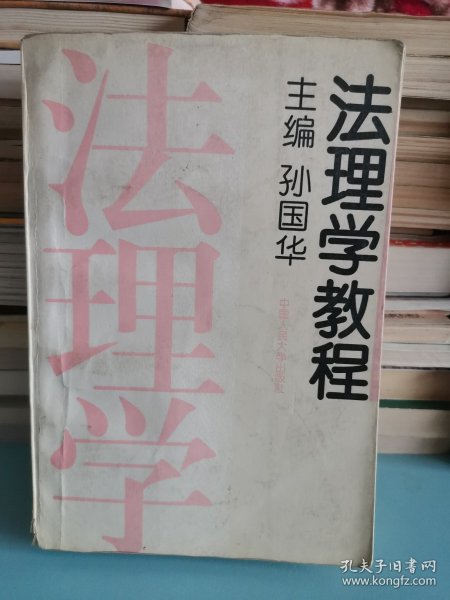 法理学教程
主编 孙国华
中国人民大学出版社
法理学
孔夫子旧书网
www.kongfz.com